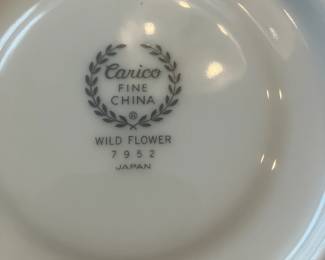 Carico
FINE
CHINA
®
WILD FLOWER
7952
JAPAN